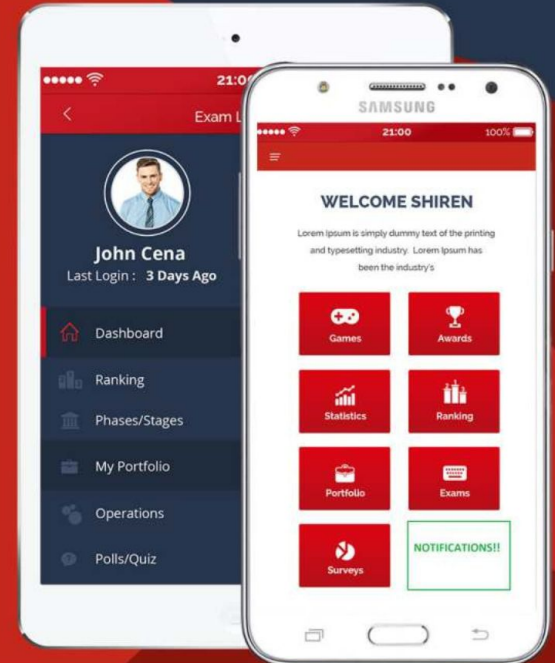 21:0
Exam L
John Cena
Last Login : 3 Days Ago
Dashboard
Ranking
Phases/Stages
My Portfolio
Operations
Polls/Quiz
SAMSUNG
21:00
100%
WELCOME SHIREN
Lorem Ipsum is simply dummy text of the printing
and typesetting industry. Lorem Ipsum has
been the industry's
Games
Awards
Statistics
Ranking
Portfolio
Exams
Surveys
NOTIFICATIONS!!